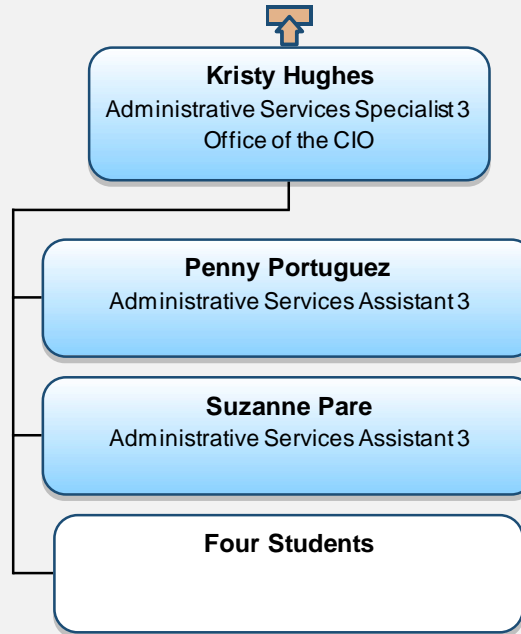 Kristy Hughes
Administrative Services Specialist 3
Office of the CIO
Penny Portuguez
Administrative Services Assistant 3
Suzanne Pare
Administrative Services Assistant 3
Four Students